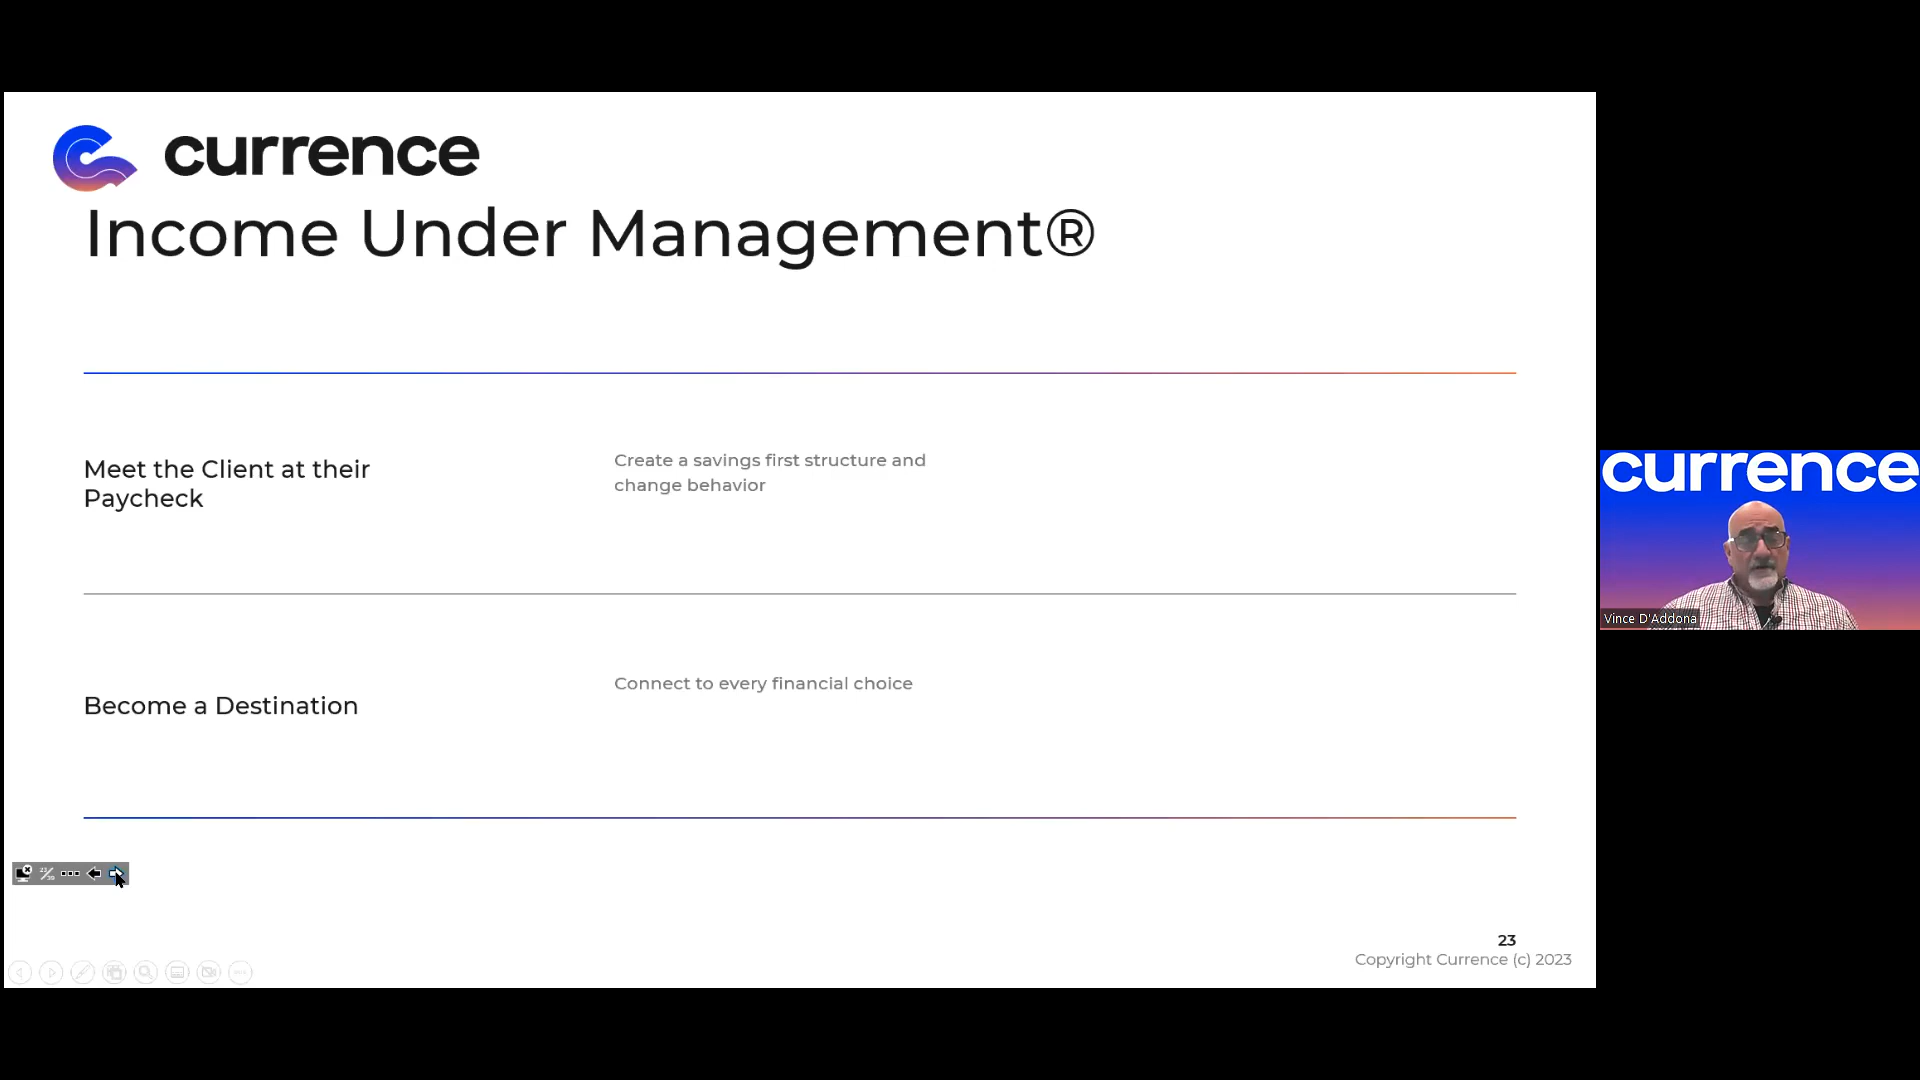 currence
Income Under Management®
Meet the Client at their
Paycheck
Create a savings first structure and
change behavior
Become a Destination
Connect to every financial choice
23
Copyright Currence (c) 2023
currence
Vince D'Addona